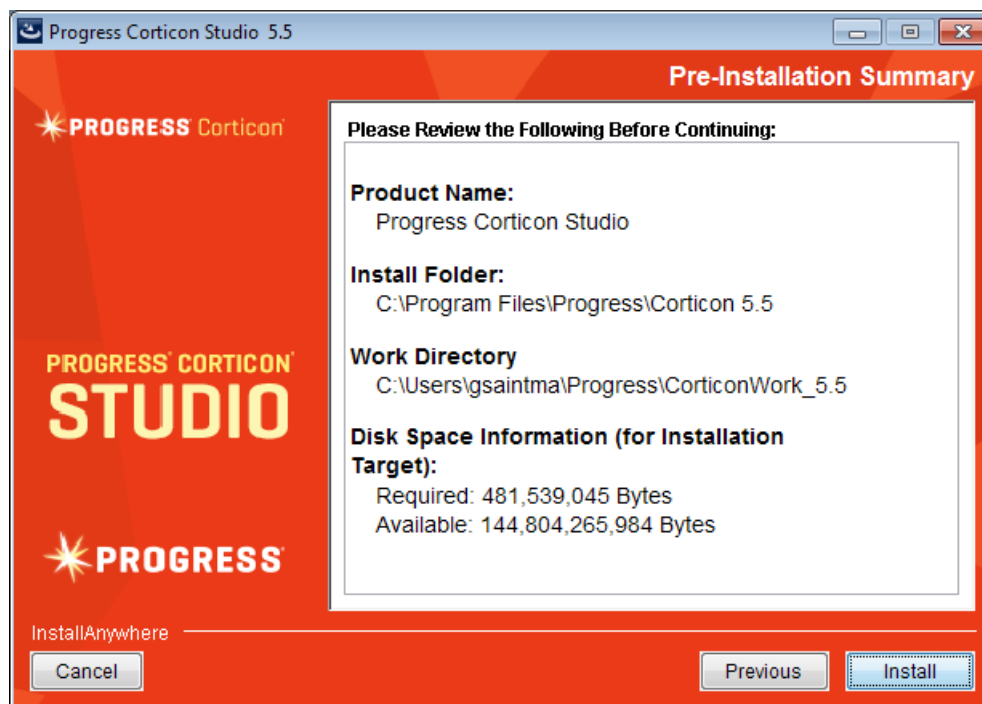 Progress Corticon Studio 5.5
Pre-Installation Summary
PROGRESS Corticon
Please Review the Following Before Continuing:
Product Name:
Progress Corticon Studio
Install Folder:
C:\Program Files\Progress\Corticon 5.5
Work Directory
C:\Users\gsaintma\Progress\CorticonWork_5.5
Disk Space Information (for Installation
Target):
Required: 481,539,045 Bytes
Available: 144,804,265,984 Bytes
PROGRESS CORTICON
STUDIO
PROGRESS
InstallAnywhere
Cancel
Previous
Install